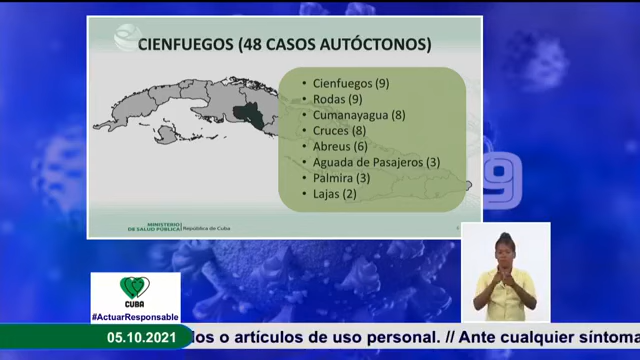 CIENFUEGOS (48 CASOS AUTÓCTONOS)
• Cienfuegos (9)
• Rodas (9)
• Cumanayagua (8)
• Cruces (8)
• Abreus (6)
• Aguada de Pasajeros (3)
• Palmira (3)
• Lajas (2)
MINISTERIO
DE SALUD PÚBLICA
República de Cuba
9
CUBA
#ActuarResponsable
05.10.2021 los o artículos de uso personal. // Ante cualquier síntoma